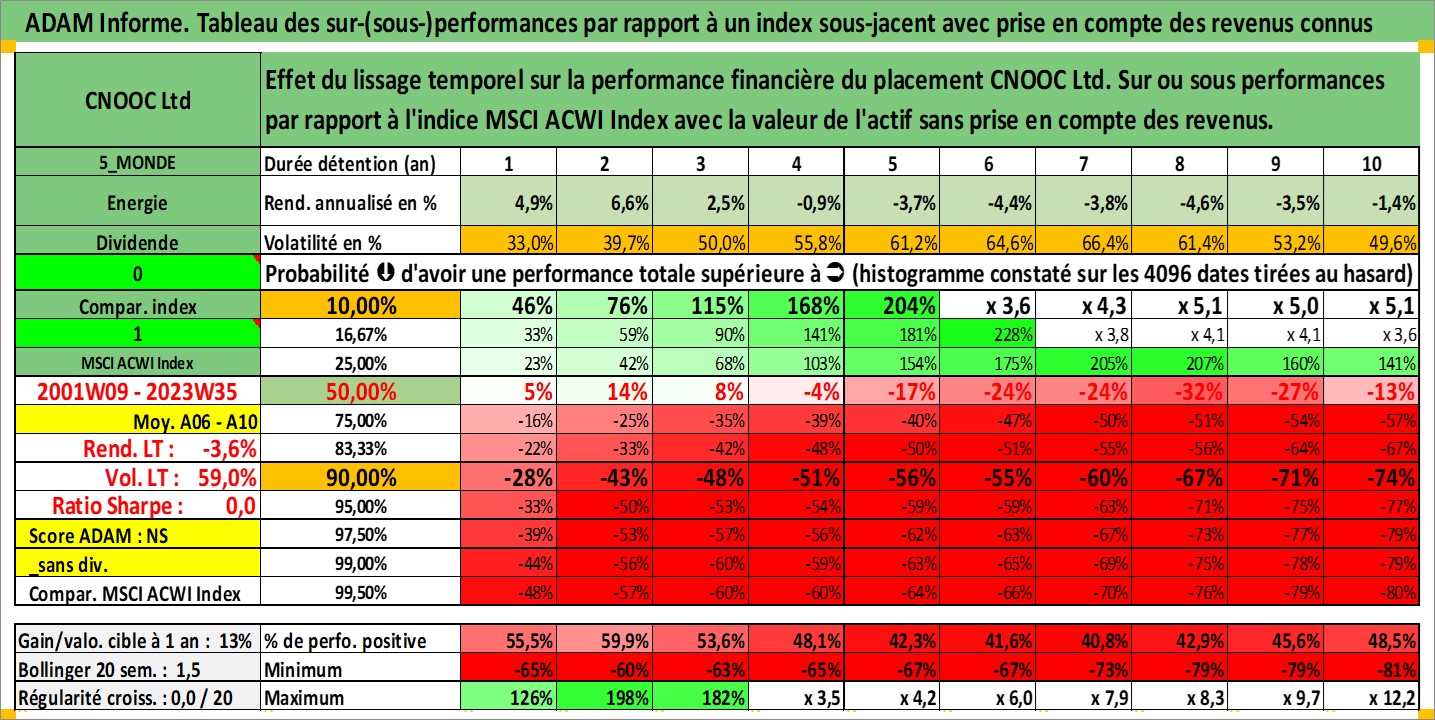 ADAM Informe. Tableau des sur-(sous-)performances par rapport à un index sous-jacent avec prise en compte des revenus connus
CNOOC Ltd
Effet du lissage temporel sur la performance financière du placement CNOOC Ltd. Sur ou sous performances
par rapport à l'indice MSCI ACWI Index avec la valeur de l'actif sans prise en compte des revenus.
5_MONDE Durée détention (an) 1 2 3 4 5 6 7 8 9 10
Energie Rend. annualisé en % 4,9% 6,6% 2,5% -0,9% -3,7% -4,4% -3,8% -4,6% -3,5% -1,4%
Dividende Volatilité en % 33,0% 39,7% 50,0% 55,8% 61,2% 64,6% 66,4% 61,4% 53,2% 49,6%
0 Probabilité ⬇ d'avoir une performance totale supérieure à ➲ (histogramme constaté sur les 4096 dates tirées au hasard)
Compar. index 10,00% 46% 76% 115% 168% 204% x 3,6 x 4,3 x 5,1 x 5,0 x 5,1
1 16,67% 33% 59% 90% 141% 181% 228% x 3,8 x 4,1 x 4,1 x 3,6
MSCI ACWI Index 25,00% 23% 42% 68% 103% 154% 175% 205% 207% 160% 141%
2001W09 - 2023W35 50,00% 5% 14% 8% -4% -17% -24% -24% -32% -27% -13%
Moy. A06 - A10 75,00% -16% -25% -35% -39% -40% -47% -50% -51% -54% -57%
Rend. LT : -3,6% 83,33% -22% -33% -42% -48% -50% -51% -55% -56% -64% -67%
Vol. LT : 59,0% 90,00% -28% -43% -48% -51% -56% -55% -60% -67% -71% -74%
Ratio Sharpe : 0,0 95,00% -33% -50% -53% -54% -59% -59% -63% -71% -75% -77%
Score ADAM : NS 97,50% -39% -53% -57% -56% -62% -63% -67% -73% -77% -79%
_sans div. 99,00% -44% -56% -60% -59% -63% -65% -69% -75% -78% -79%
Compar. MSCI ACWI Index 99,50% -48% -57% -60% -60% -64% -66% -70% -76% -79% -80%
Gain/valo. cible à 1 an : 13% % de perfo. positive 55,5% 59,9% 53,6% 48,1% 42,3% 41,6% 40,8% 42,9% 45,6% 48,5%
Bollinger 20 sem. : 1,5 Minimum -65% -60% -63% -65% -67% -67% -73% -79% -79% -81%
Régularité croiss. : 0,0 / 20 Maximum 126% 198% 182% x 3,5 x 4,2 x 6,0 x 7,9 x 8,3 x 9,7 x 12,2